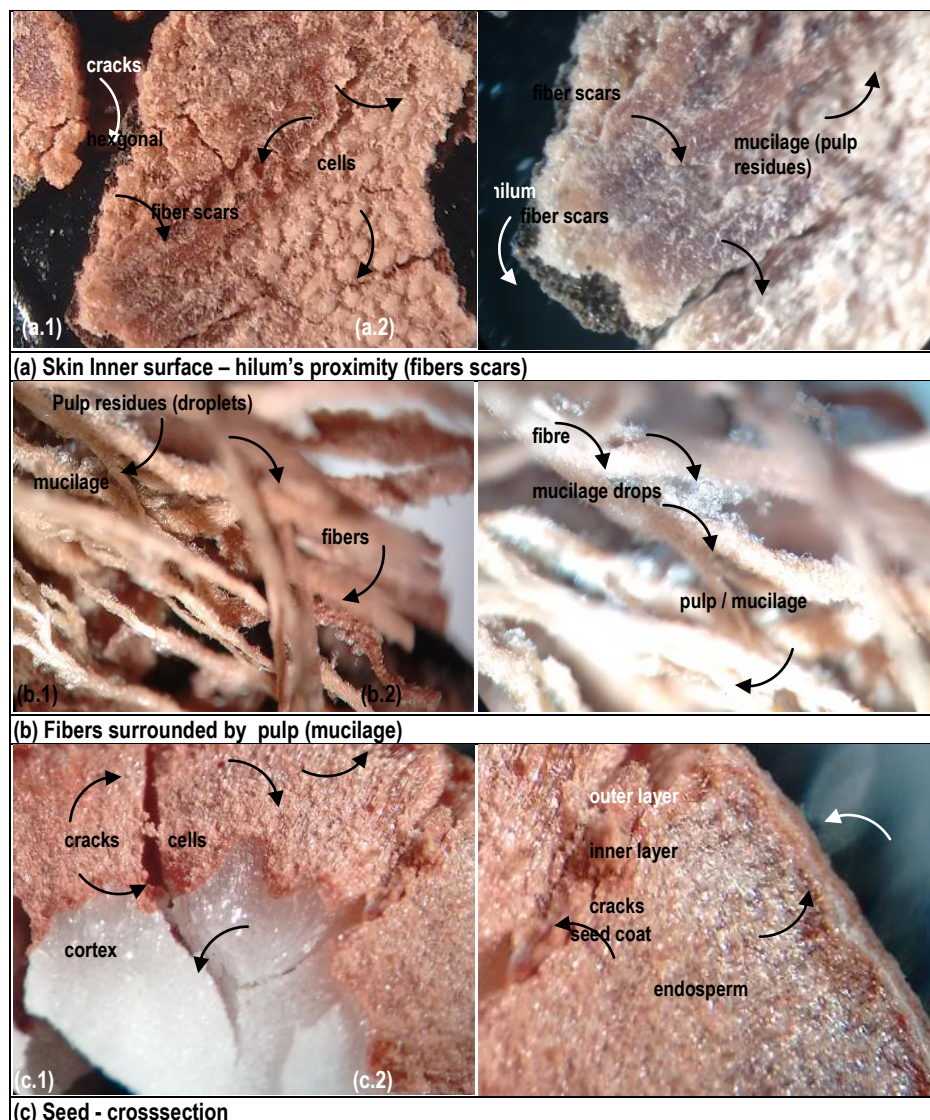 cracks
hexgonal
cells
fiber scars
(a.1)
(a.2)
fiber scars
mucilage (pulp
residues)
hilum
fiber scars
(a) Skin Inner surface – hilum's proximity (fibers scars)
Pulp residues (droplets)
mucilage
fibers
(b.1)
(b.2)
fibre
mucilage drops
pulp / mucilage
(b) Fibers surrounded by pulp (mucilage)
cracks
cells
cortex
(c.1)
(c.2)
outer layer
inner layer
cracks
seed coat
endosperm
(c) Seed - crosssection